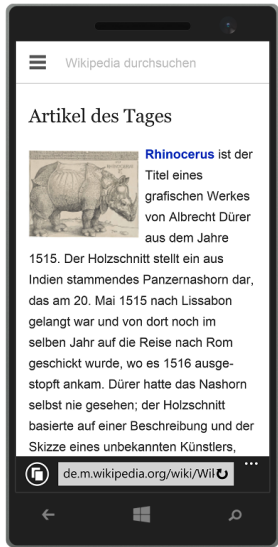 Wikipedia durchsuchen
Artikel des Tages
Rhinocerus ist der
Titel eines
grafischen Werkes
von Albrecht Dürer
aus dem Jahre
1515. Der Holzschnitt stellt ein aus
Indien stammendes Panzernashorn dar,
das am 20. Mai 1515 nach Lissabon
gelangt war und von dort noch im
selben Jahr auf die Reise nach Rom
geschickt wurde, wo es 1516 ausge-
stopft ankam. Dürer hatte das Nashorn
selbst nie gesehen; der Holzschnitt
basierte auf einer Beschreibung und der
Skizze eines unbekannten Künstlers,
de.m.wikipedia.org/wiki/Wik